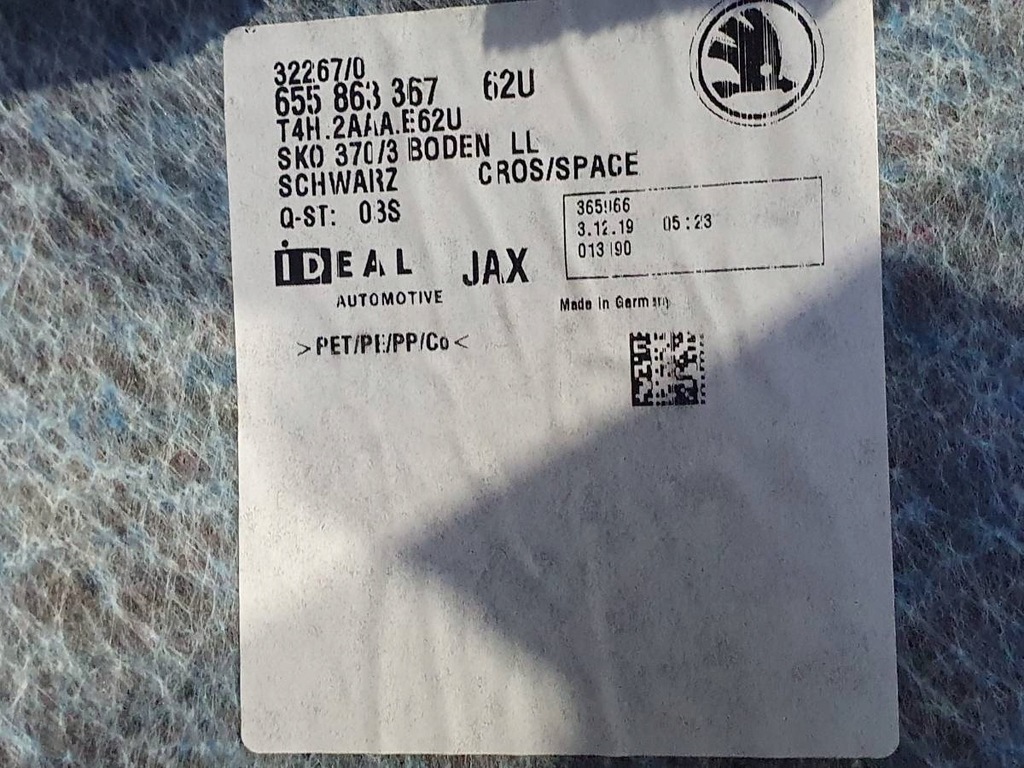 32267/0
655 863 367 62U
T4H.2AAA.E62U
SK0 370/3 BODEN LL
SCHWARZ CROS/SPACE
Q-ST: 03S
365966
3.12.19 05:23
013190
iDEAL JAX
AUTOMOTIVE
Made in Germany
>PET/PE/PP/Co<